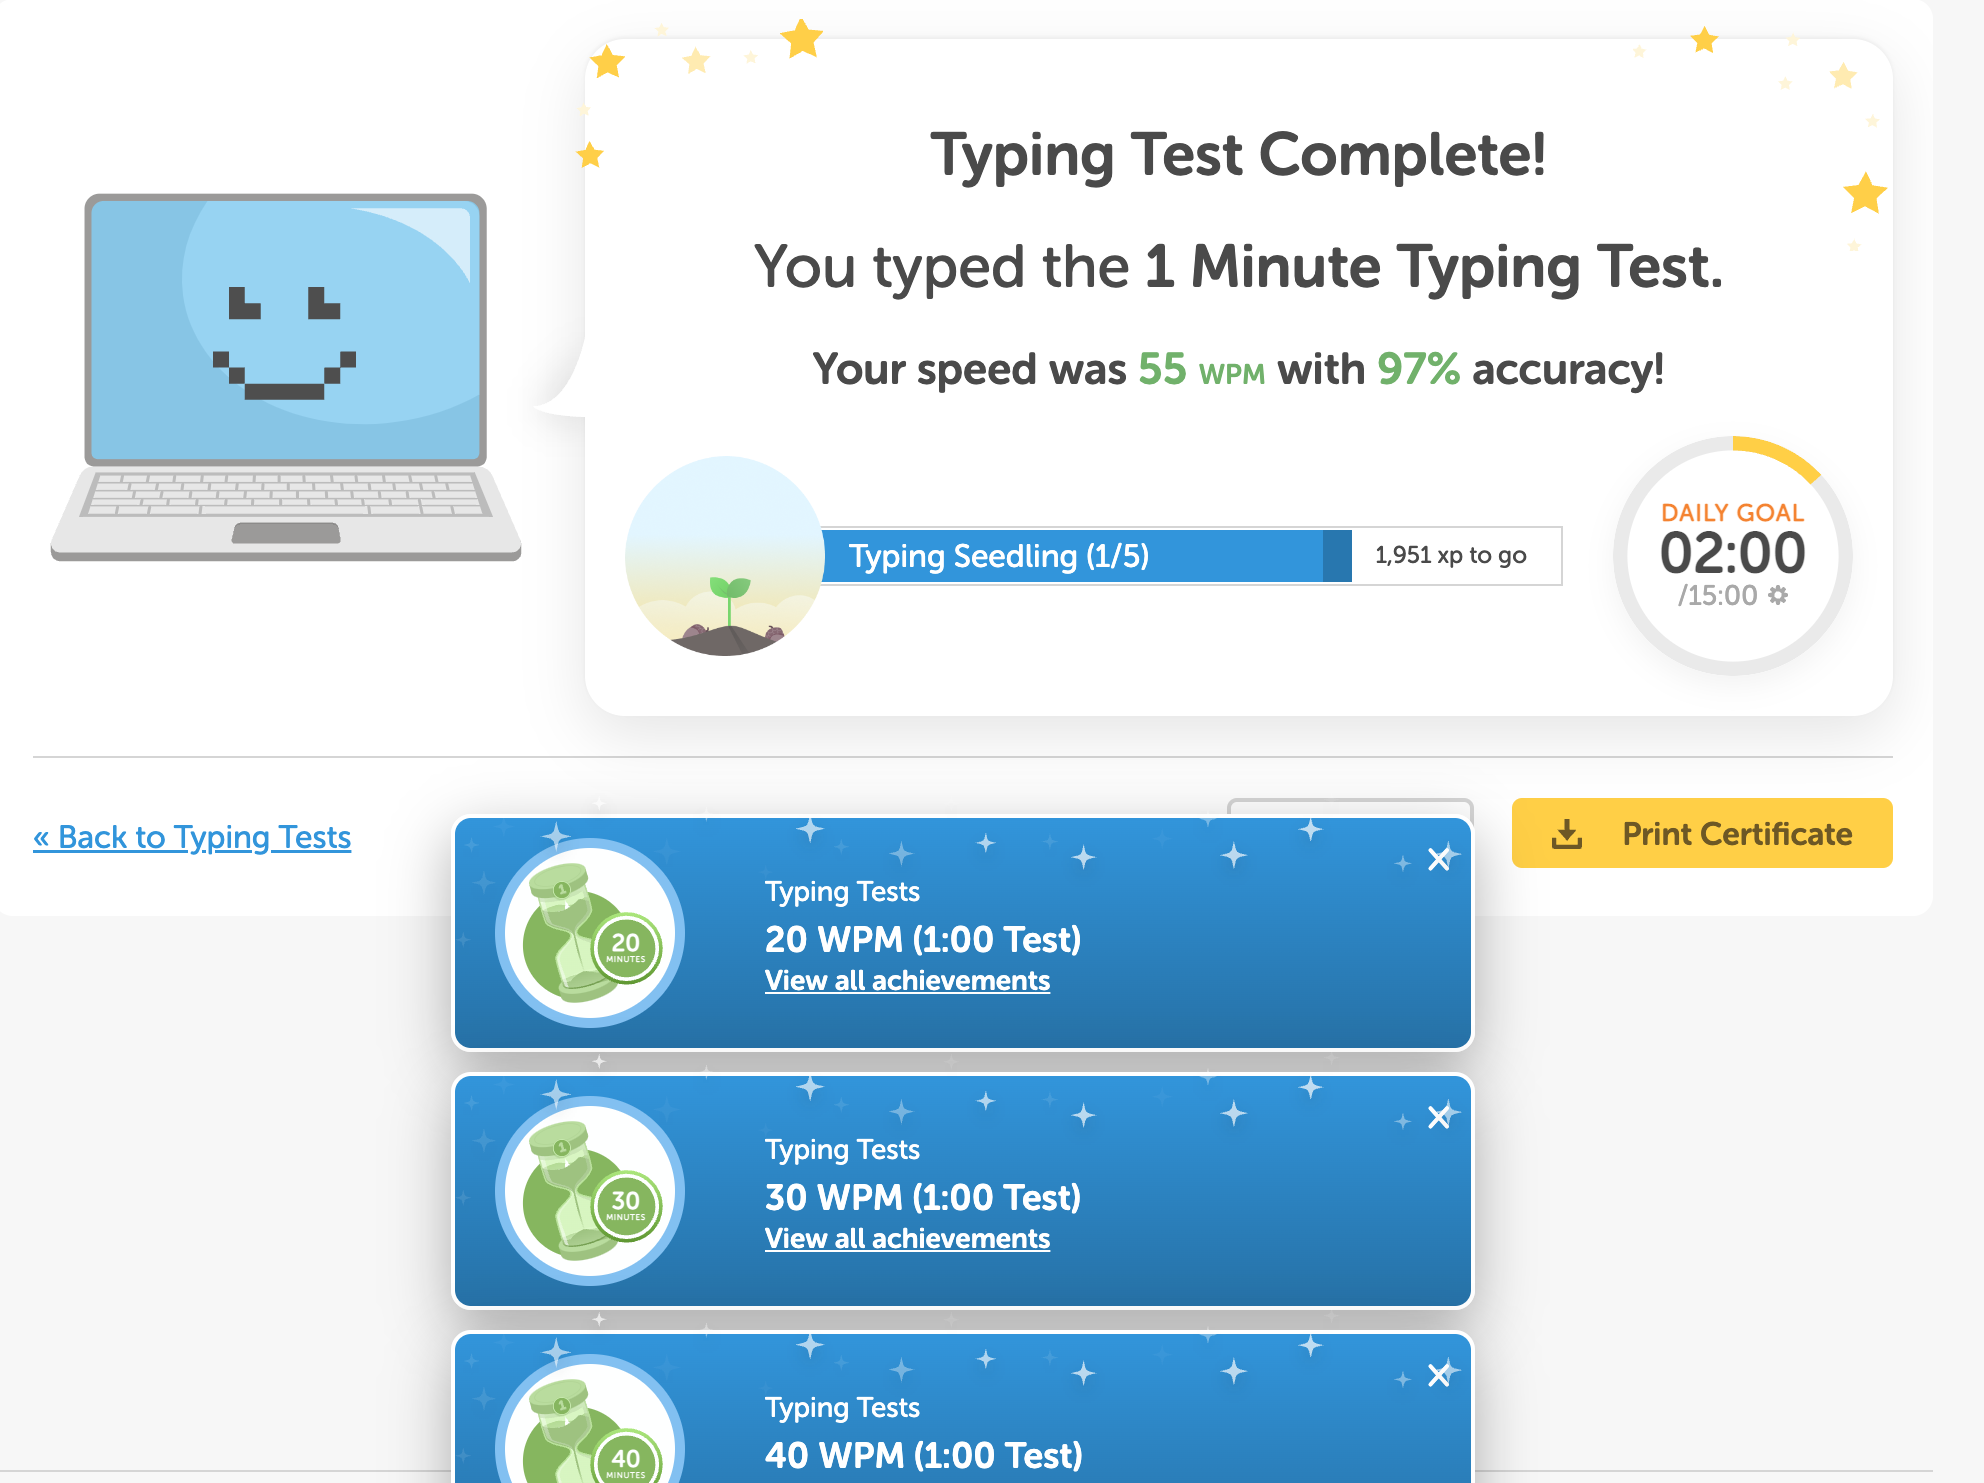 Typing Test Complete!
You typed the 1 Minute Typing Test.
Your speed was 55 WPM with 97% accuracy!
Typing Seedling (1/5)
1,951 xp to go
DAILY GOAL
02:00
/15:00
« Back to Typing Tests
Print Certificate
1
20
MINUTES
Typing Tests
20 WPM (1:00 Test)
View all achievements
1
30
MINUTES
Typing Tests
30 WPM (1:00 Test)
View all achievements
1
40
MINUTES
Typing Tests
40 WPM (1:00 Test)